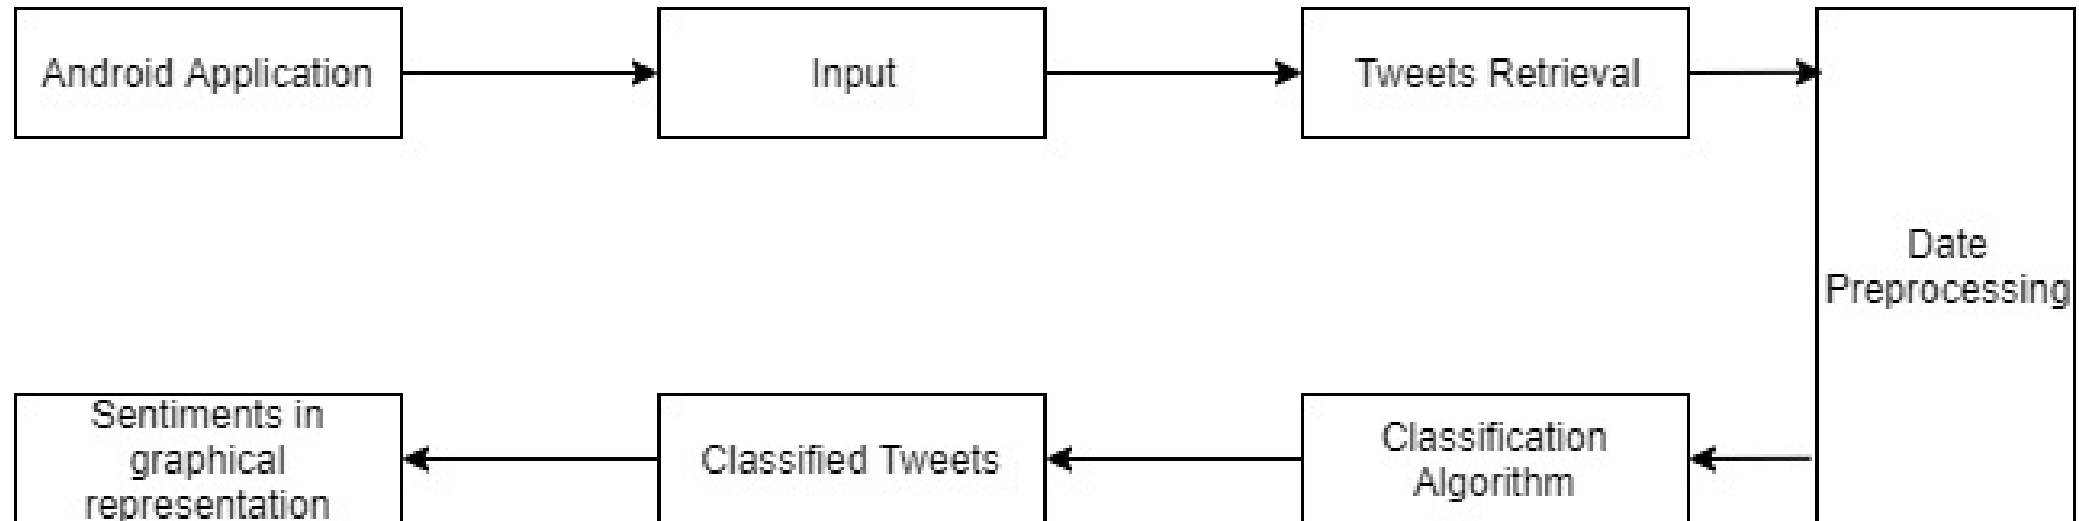 Android Application
Input
Tweets Retrieval
Date
Preprocessing
Classification
Algorithm
Classified Tweets
Sentiments in
graphical
representation